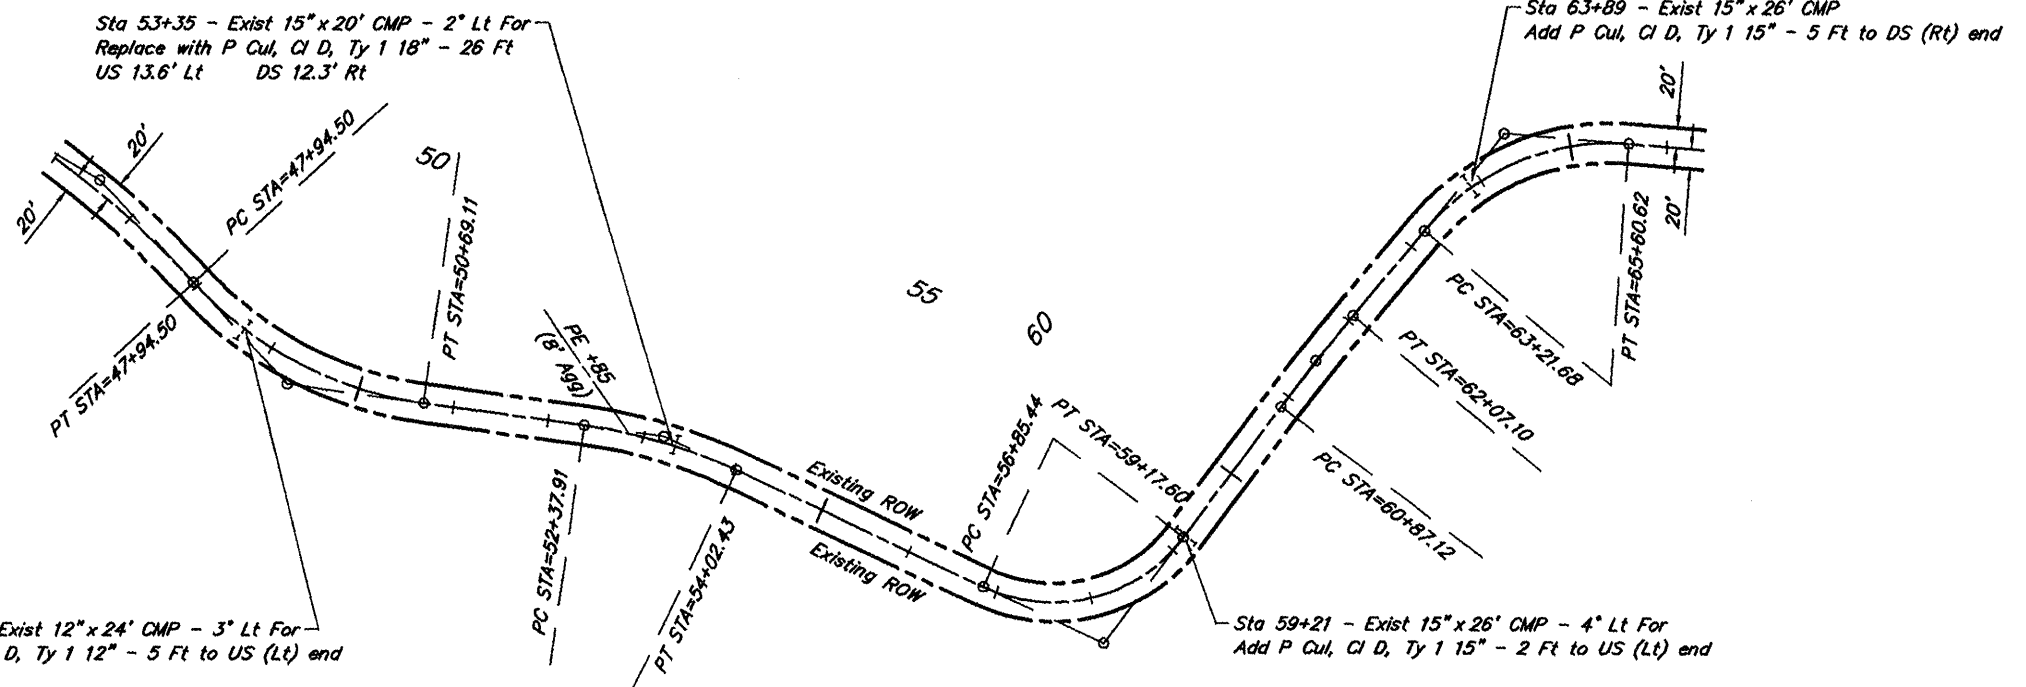 Sta 53+35 - Exist 15" x 20' CMP - 2° Lt For
Replace with P Cul, Cl D, Ty 1 18" - 26 Ft
US 13.6' Lt DS 12.3' Rt
Sta 63+89 - Exist 15" x 26' CMP
Add P Cul, Cl D, Ty 1 15" - 5 Ft to DS (Rt) end
20'
20'
PC STA=47+94.50
PT STA=47+94.50
50
PT STA=50+69.11
PE +85
(8' Agg)
55
60
PC STA=52+37.91
PT STA=54+02.43
Existing ROW
Existing ROW
PC STA=56+85.44
PT STA=59+17.60
PC STA=60+87.12
PT STA=62+07.10
PC STA=63+21.68
PT STA=65+60.62
20'
20'
Exist 12" x 24' CMP - 3° Lt For
D, Ty 1 12" - 5 Ft to US (Lt) end
Sta 59+21 - Exist 15" x 26' CMP - 4° Lt For
Add P Cul, Cl D, Ty 1 15" - 2 Ft to US (Lt) end